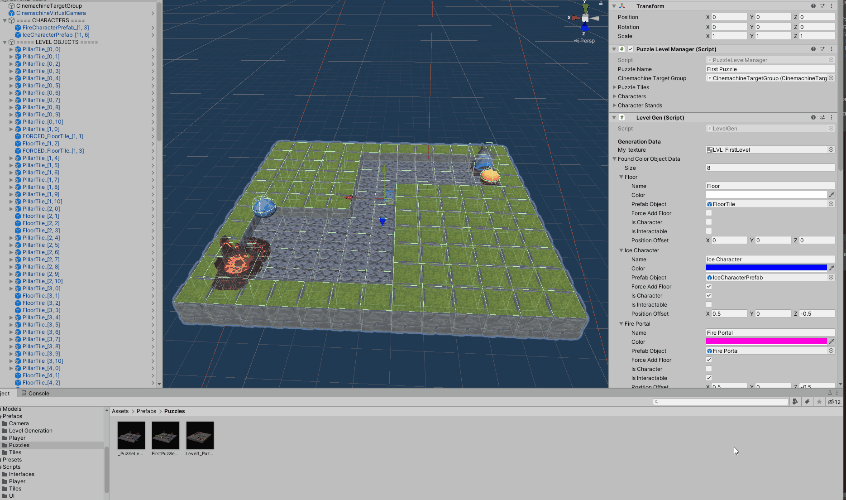 CinemachineTargetGroup
CinemachineVirtualCamera
==== CHARACTERS =====
FireCharacterPrefab_[1, 3]
IceCharacterPrefab_[11, 6]
===== LEVEL OBJECTS =====
PillarTile_[0, 0]
PillarTile_[0, 1]
PillarTile_[0, 2]
PillarTile_[0, 3]
PillarTile_[0, 4]
PillarTile_[0, 5]
PillarTile_[0, 6]
PillarTile_[0, 7]
PillarTile_[0, 8]
PillarTile_[0, 9]
PillarTile_[0, 10]
PillarTile_[1, 0]
FORCED_FloorTile_[1, 1]
FloorTile_[1, 2]
FORCED_FloorTile_[1, 3]
PillarTile_[1, 4]
PillarTile_[1, 5]
PillarTile_[1, 6]
PillarTile_[1, 7]
PillarTile_[1, 8]
PillarTile_[1, 9]
PillarTile_[1, 10]
PillarTile_[2, 0]
FloorTile_[2, 1]
FloorTile_[2, 2]
FloorTile_[2, 3]
PillarTile_[2, 4]
PillarTile_[2, 5]
PillarTile_[2, 6]
PillarTile_[2, 7]
PillarTile_[2, 8]
PillarTile_[2, 9]
PillarTile_[2, 10]
PillarTile_[3, 0]
FloorTile_[3, 1]
FloorTile_[3, 2]
FloorTile_[3, 3]
PillarTile_[3, 4]
PillarTile_[3, 5]
PillarTile_[3, 6]
PillarTile_[3, 7]
PillarTile_[3, 8]
PillarTile_[3, 9]
PillarTile_[3, 10]
PillarTile_[4, 0]
FloorTile_[4, 1]
FloorTile_[4, 2]
Persp
Transform
Position X 0 Y 0 Z 0
Rotation X 0 Y 0 Z 0
Scale X 1 Y 1 Z 1
Puzzle Level Manager (Script)
Script PuzzleLevelManager
Puzzle Name First Puzzle
Cinemachine Target Group CinemachineTargetGroup (CinemachineTarg
Puzzle Tiles
Characters
Character Stands
Level Gen (Script)
Script LevelGen
Generation Data
My_texture LVL_FirstLevel
Found Color Object Data
Size 8
Floor
Name Floor
Color
Prefab Object FloorTile
Force Add Floor
Is Character
Is Interactable
Position Offset X 0 Y 0 Z 0
Ice Character
Name Ice Character
Color
Prefab Object IceCharacterPrefab
Force Add Floor
Is Character
Is Interactable
Position Offset X 0.5 Y 0 Z -0.5
Fire Portal
Name Fire Portal
Color
Prefab Object Fire Porta
Force Add Floor
Is Character
Is Interactable
Position Offset X 0.5 Y 0 Z -0.5
ject Console
12
Models
Prefabs
Camera
Level Generation
Player
Puzzles
Tiles
Presets
Scripts
Interfaces
Player
Tiles
UI
Assets > Prefabs > Puzzles
FirstPuzzle...
Level1_Puz...